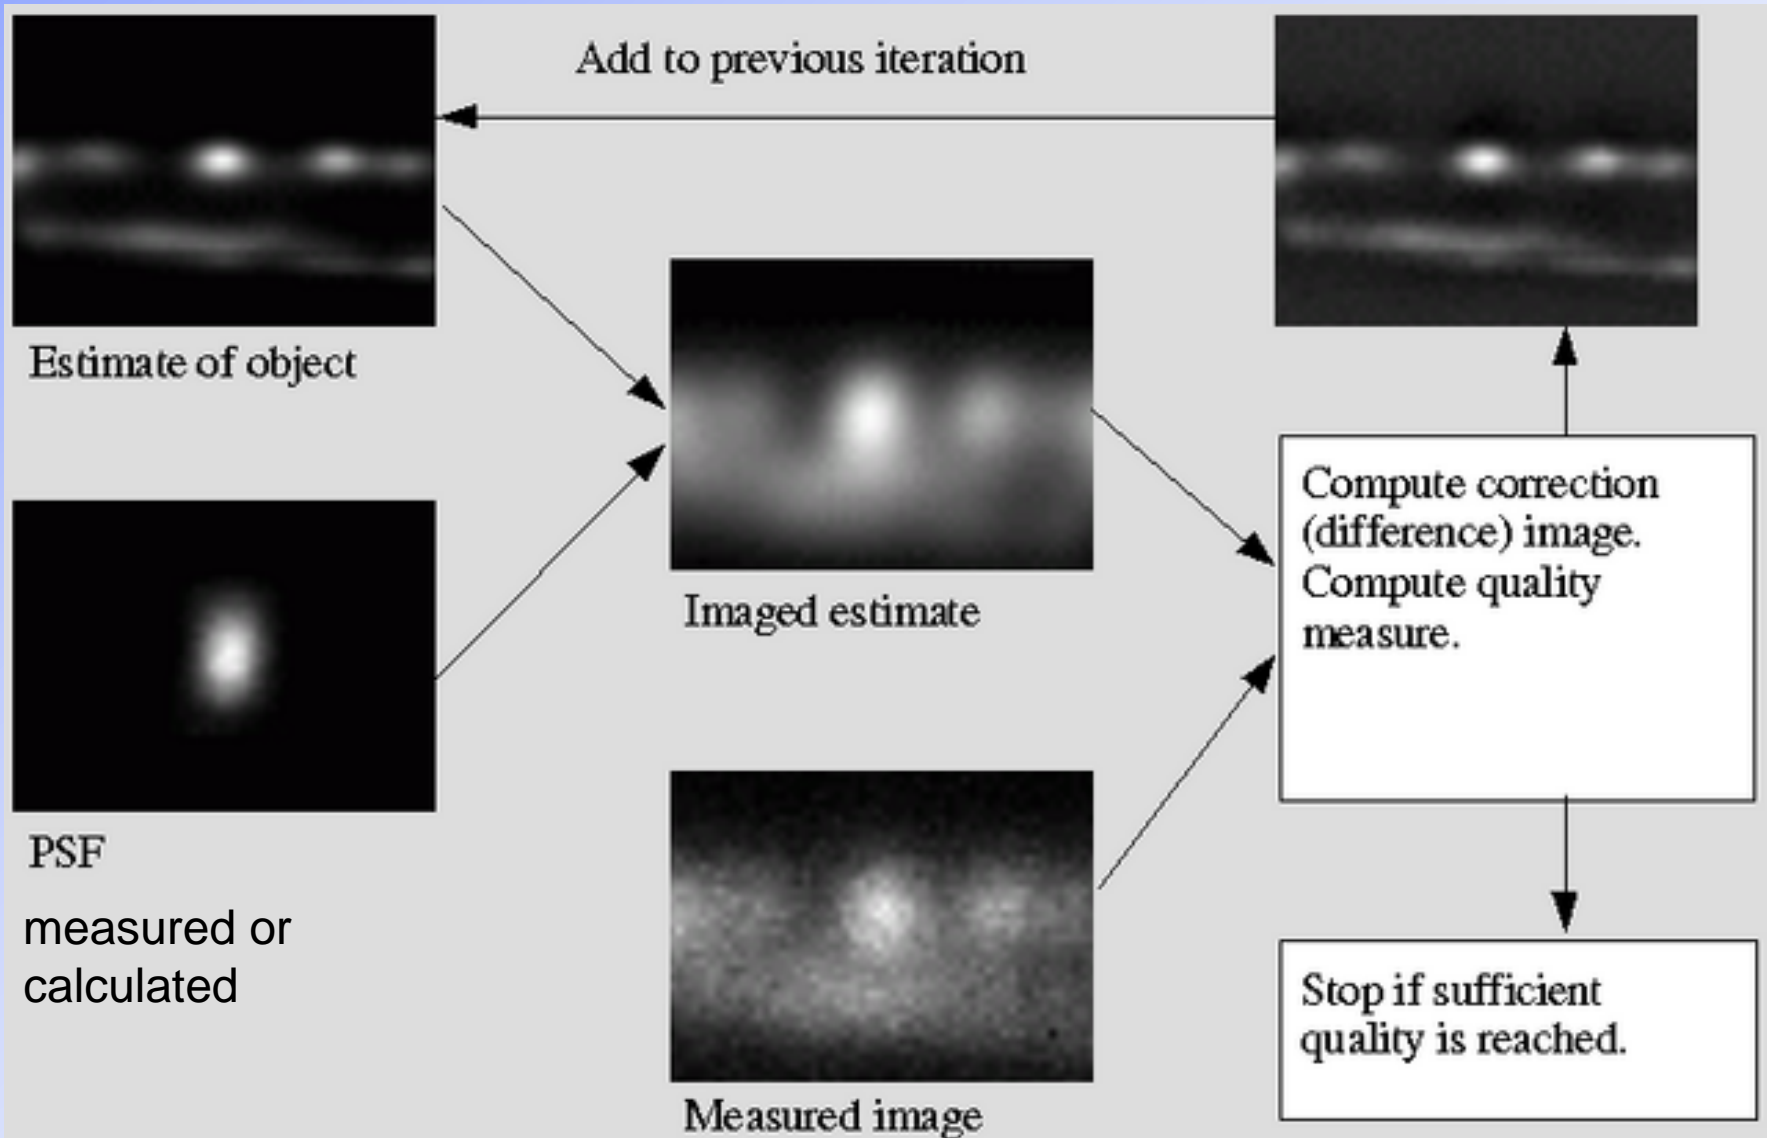 Add to previous iteration
Estimate of object
Imaged estimate
Compute correction
(difference) image.
Compute quality
measure.
PSF
measured or
calculated
Measured image
Stop if sufficient
quality is reached.